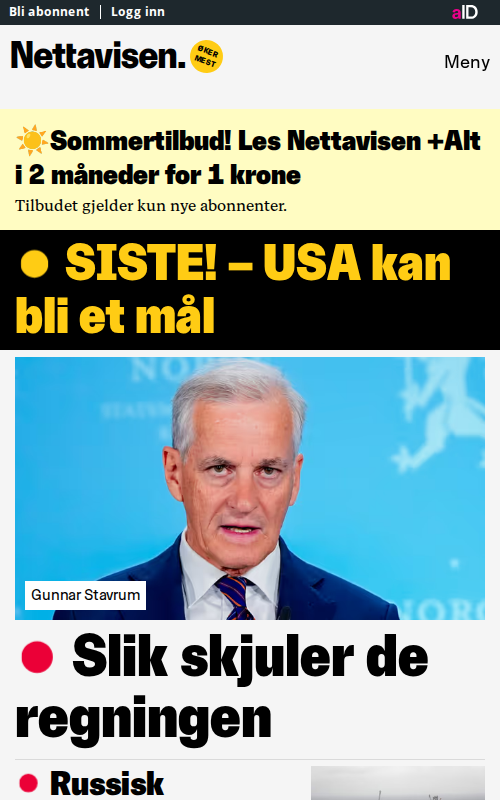 Bli abonnent
Logg inn
aID
Nettavisen.
ØKER
MEST
Meny
Sommertilbud! Les Nettavisen +Alt
i 2 måneder for 1 krone
Tilbudet gjelder kun nye abonnenter.
SISTE! – USA kan
bli et mål
NORGE
Gunnar Stavrum
Slik skjuler de
regningen
Russisk